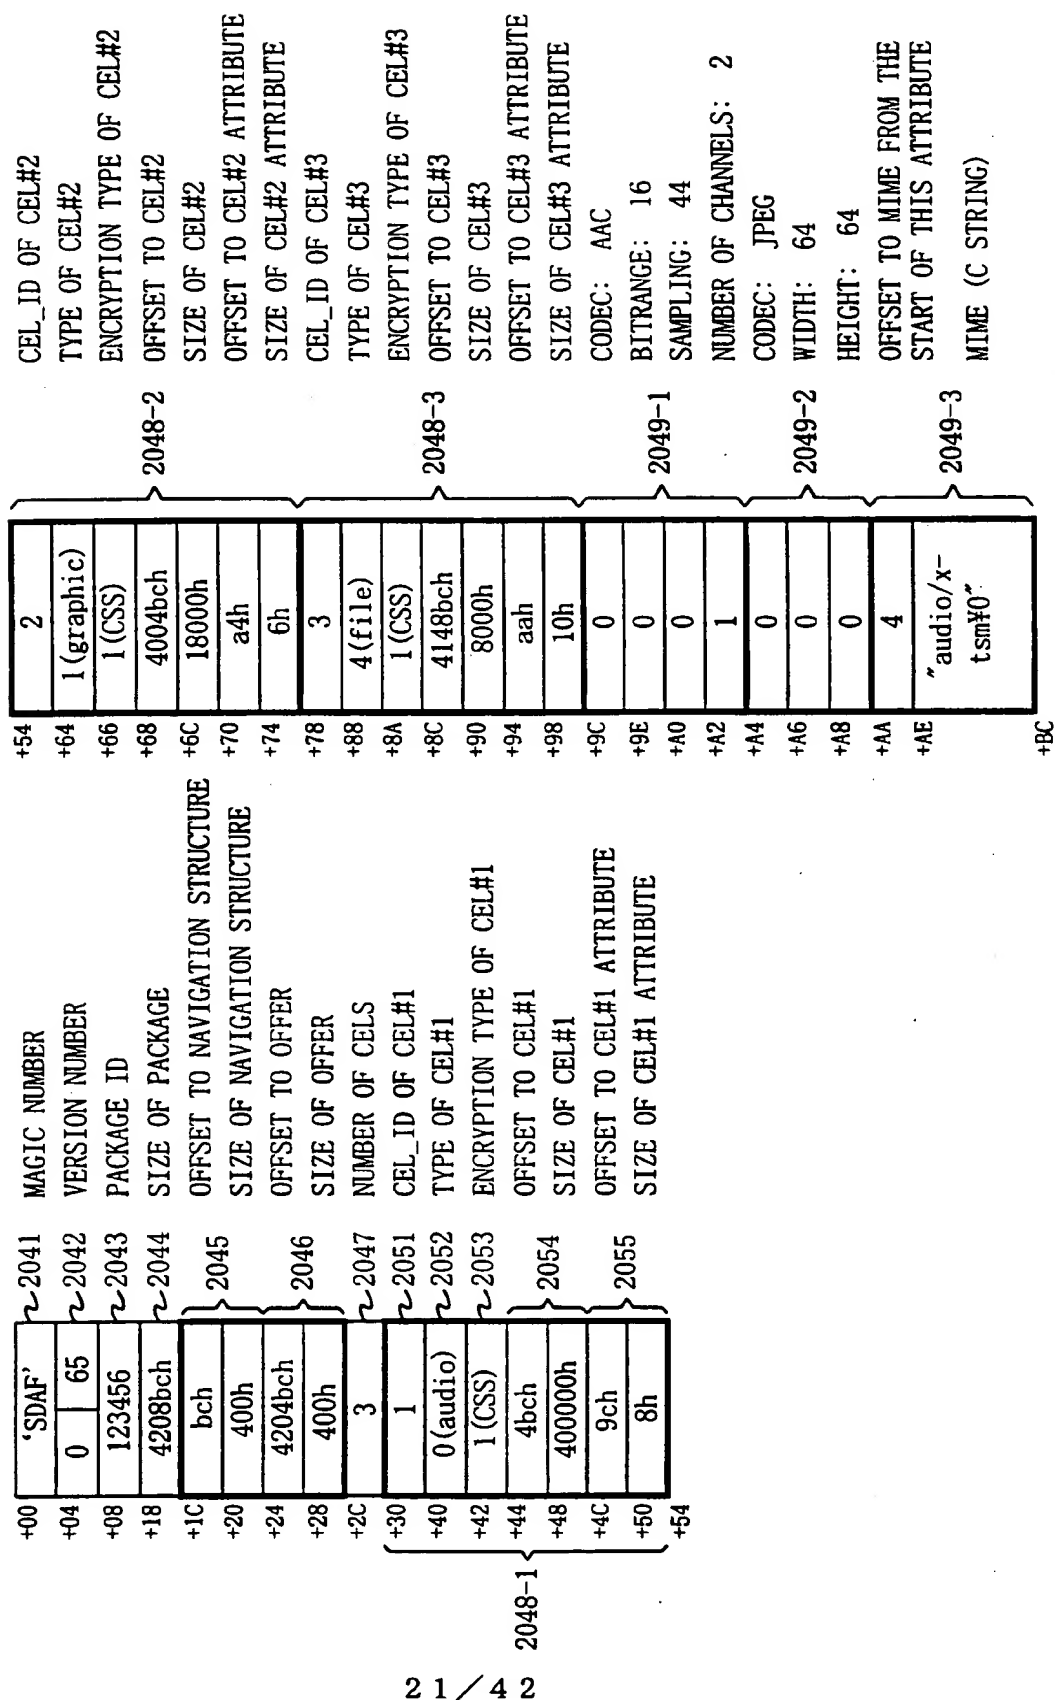 +00 'SDAF' 2041 MAGIC NUMBER
+04 0 65 2042 VERSION NUMBER
+08 123456 2043 PACKAGE ID
+18 4208bch 2044 SIZE OF PACKAGE
+1C bch OFFSET TO NAVIGATION STRUCTURE
2045
+20 400h SIZE OF NAVIGATION STRUCTURE
+24 4204bch OFFSET TO OFFER
2046
+28 400h SIZE OF OFFER
+2C 3 2047 NUMBER OF CELS
+30 1 2051 CEL_ID OF CEL#1
+40 0(audio) 2052 TYPE OF CEL#1
+42 1(CSS) 2053 ENCRYPTION TYPE OF CEL#1
+44 4bch OFFSET TO CEL#1
2054
+48 400000h SIZE OF CEL#1
+4C 9ch OFFSET TO CEL#1 ATTRIBUTE
2055
+50 8h SIZE OF CEL#1 ATTRIBUTE
+54
2048-1
+54 2 CEL_ID OF CEL#2
+64 1(graphic) TYPE OF CEL#2
+66 1(CSS) ENCRYPTION TYPE OF CEL#2
+68 4004bch OFFSET TO CEL#2
2048-2
+6C 18000h SIZE OF CEL#2
+70 a4h OFFSET TO CEL#2 ATTRIBUTE
+74 6h SIZE OF CEL#2 ATTRIBUTE
+78 3 CEL_ID OF CEL#3
+88 4(file) TYPE OF CEL#3
+8A 1(CSS) ENCRYPTION TYPE OF CEL#3
+8C 4148bch OFFSET TO CEL#3
2048-3
+90 8000h SIZE OF CEL#3
+94 aah OFFSET TO CEL#3 ATTRIBUTE
+98 10h SIZE OF CEL#3 ATTRIBUTE
+9C 0 CODEC: AAC
+9E 0 BITRANGE: 16
2049-1
+A0 0 SAMPLING: 44
+A2 1 NUMBER OF CHANNELS: 2
+A4 0 CODEC: JPEG
+A6 0 2049-2 WIDTH: 64
+A8 0 HEIGHT: 64
+AA 4 OFFSET TO MIME FROM THE
START OF THIS ATTRIBUTE
2049-3
+AE "audio/x-
tsm¥0" MIME (C STRING)
+BC
21/42